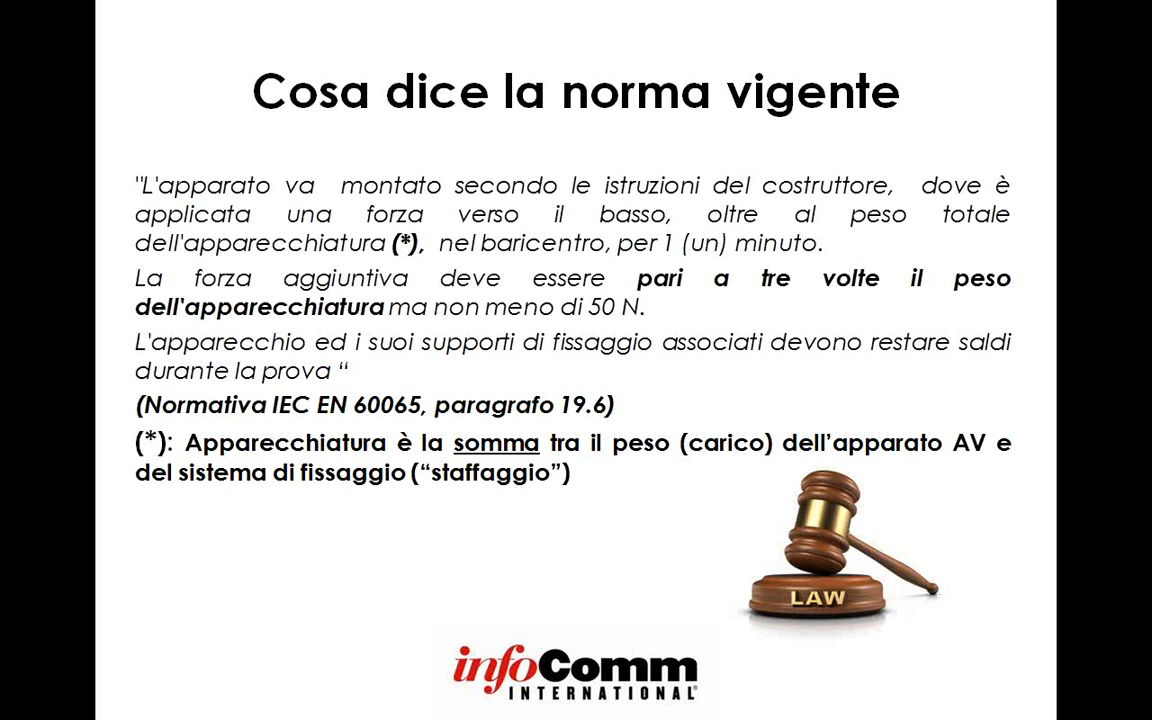 Cosa dice la norma vigente
"L'apparato va montato secondo le istruzioni del costruttore, dove è
applicata una forza verso il basso, oltre al peso totale
dell'apparecchiatura (*), nel baricentro, per 1 (un) minuto.
La forza aggiuntiva deve essere pari a tre volte il peso
dell'apparecchiatura ma non meno di 50 N.
L'apparecchio ed i suoi supporti di fissaggio associati devono restare saldi
durante la prova “
(Normativa IEC EN 60065, paragrafo 19.6)
(*): Apparecchiatura è la somma tra il peso (carico) dell’apparato AV e
del sistema di fissaggio (“staffaggio”)
LAW
infoComm
INTERNATIONAL®